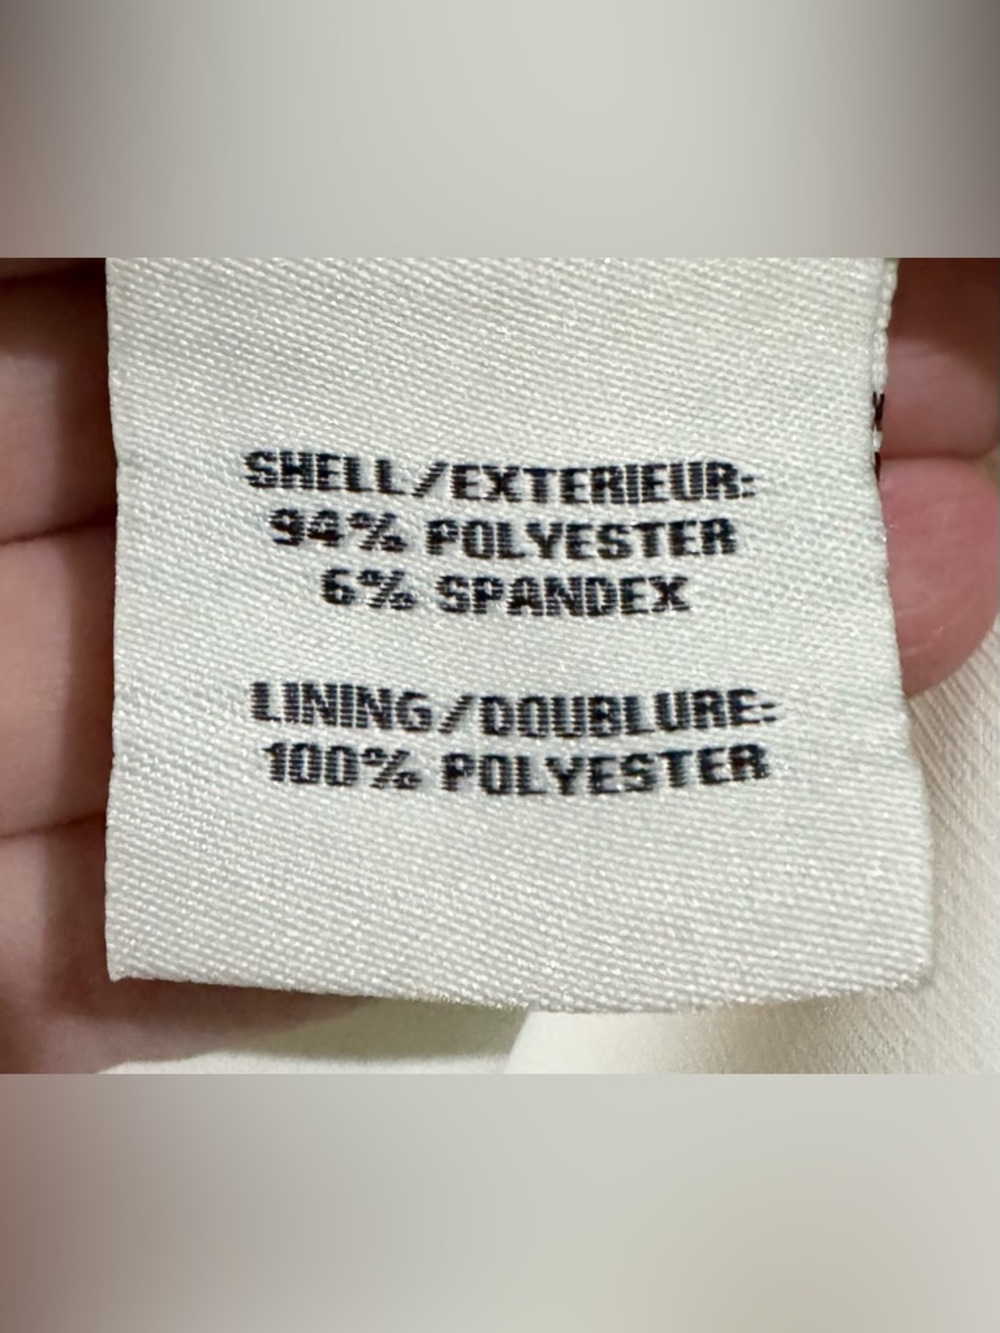 SHELL/EXTERIEUR:
94% POLYESTER
6% SPANDEX
LINING/DOUBLURE:
100% POLYESTER